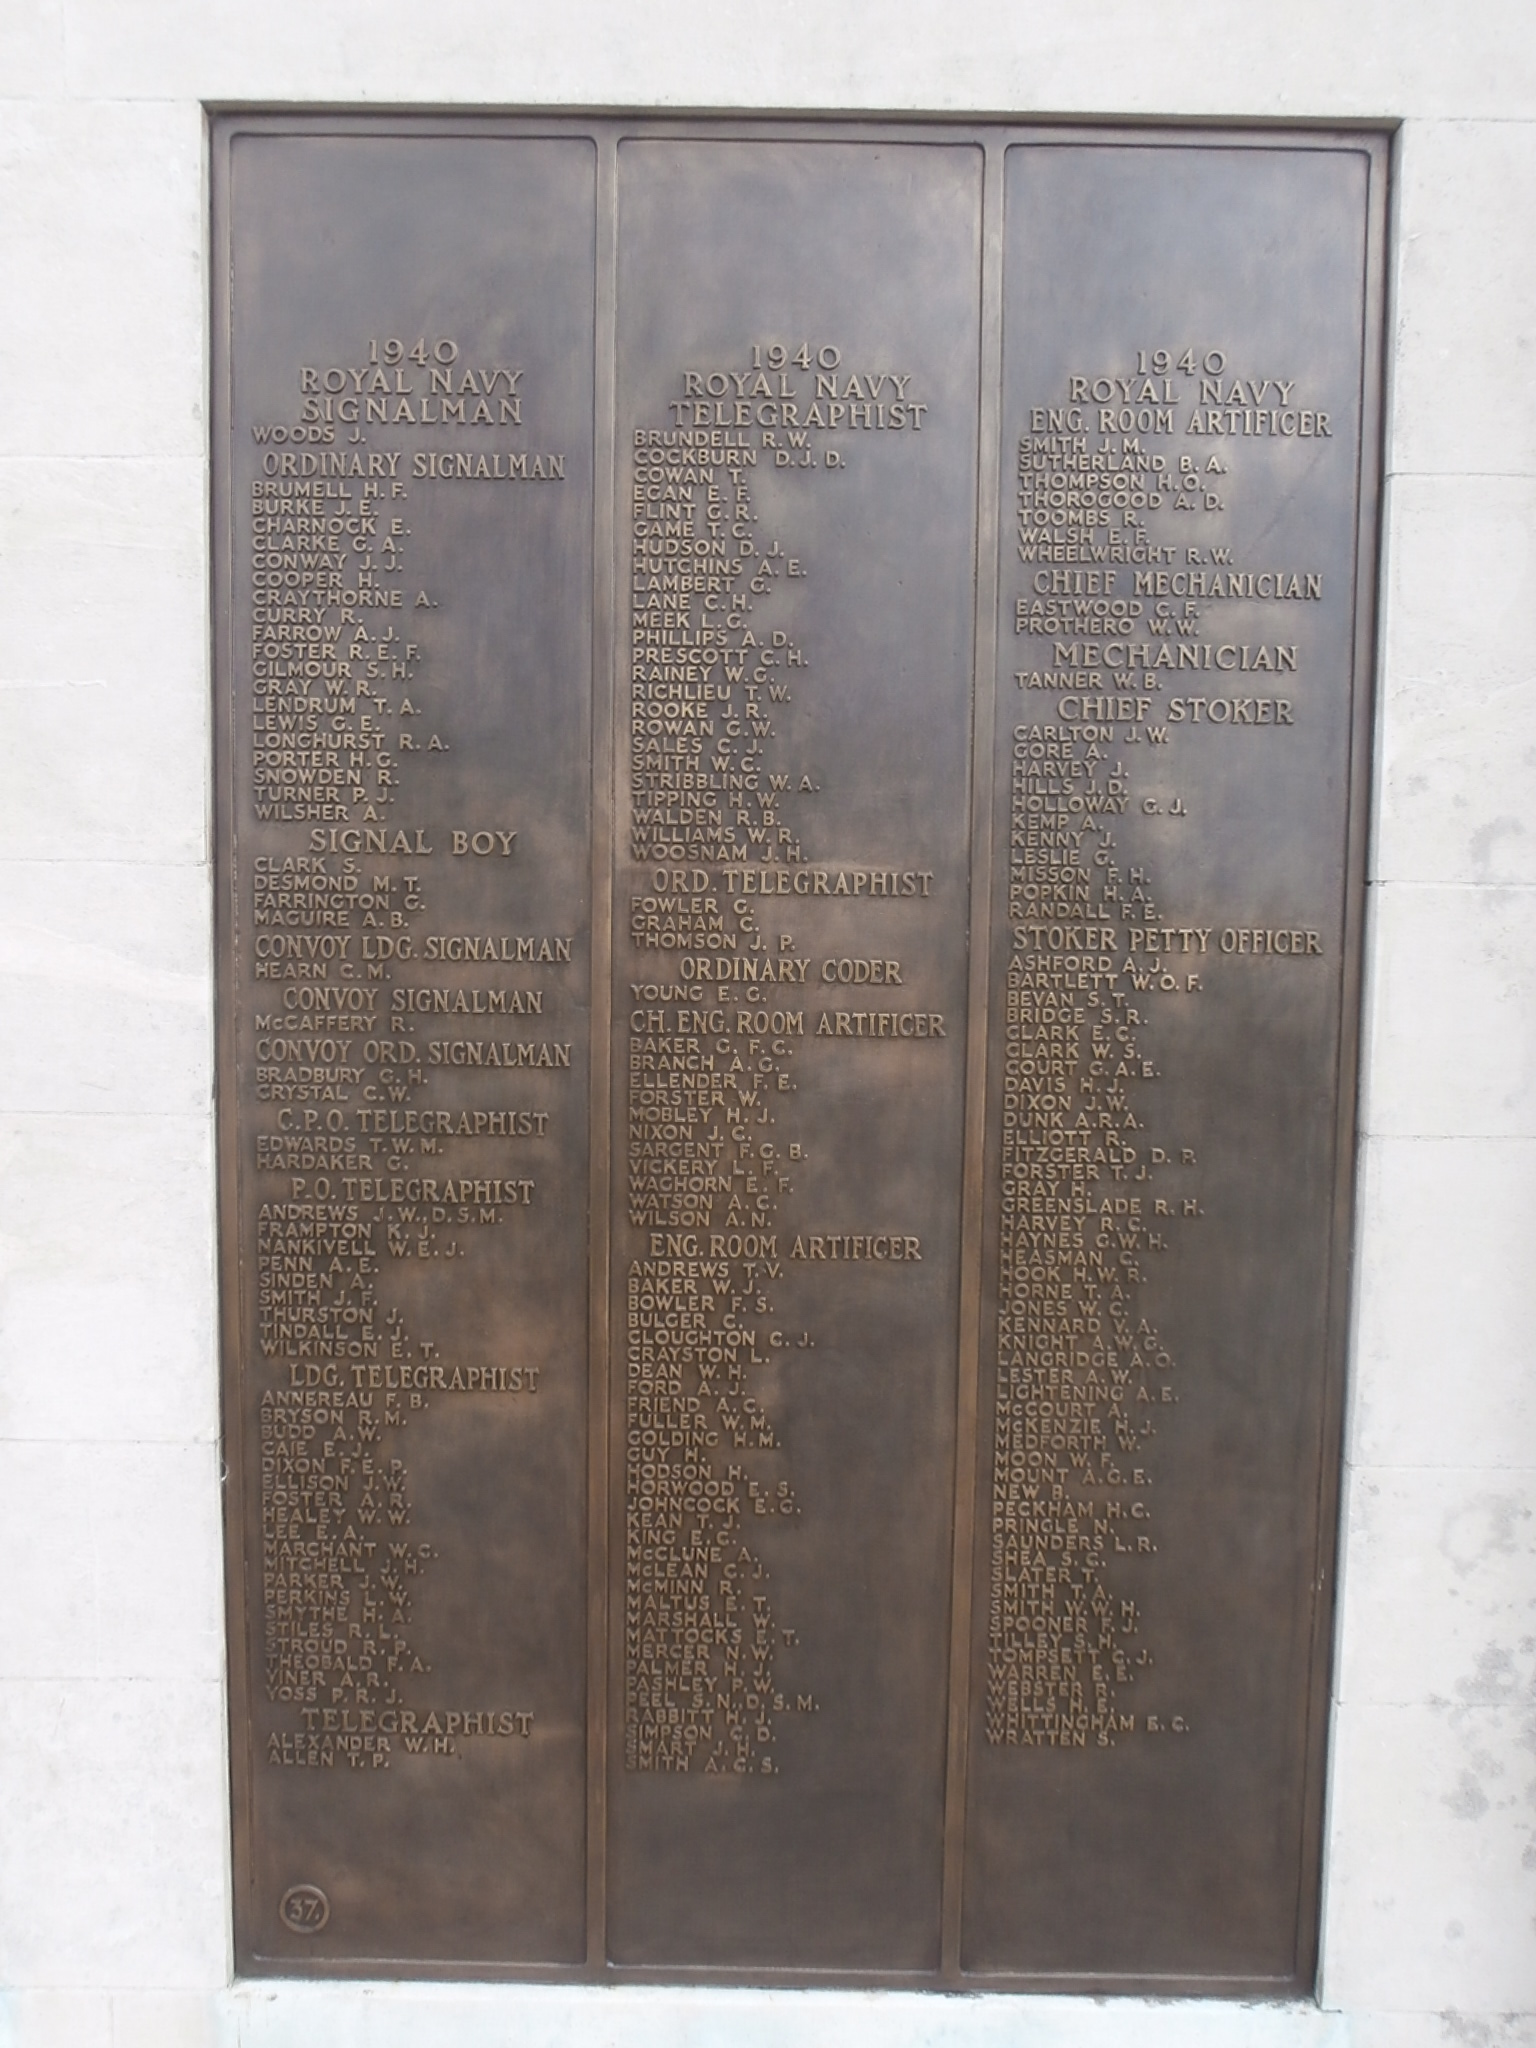 1940
ROYAL NAVY
SIGNALMAN
WOODS J.
ORDINARY SIGNALMAN
BRUMELL H. F.
BURKE J. E.
CHARNOCK E.
CLARKE G. A.
CONWAY J. J.
COOPER H.
CRAYTHORNE A.
CURRY R.
FARROW A. J.
FOSTER R. E. F.
GILMOUR S. H.
GRAY W. R.
LENDRUM T. A.
LEWIS G. E.
LONGHURST R. A.
PORTER H. G.
SNOWDEN R.
TURNER P. J.
WILSHER A.
SIGNAL BOY
CLARK S.
DESMOND M. T.
FARRINGTON G.
MAGUIRE A. B.
CONVOY LDG. SIGNALMAN
HEARN C. M.
CONVOY SIGNALMAN
McCAFFERY R.
CONVOY ORD. SIGNALMAN
BRADBURY G. H.
CRYSTAL C. W.
C.P.O. TELEGRAPHIST
EDWARDS T. W. M.
HARDAKER G.
P.O. TELEGRAPHIST
ANDREWS J. W., D.S.M.
FRAMPTON K. J.
NANKIVELL W. E. J.
PENN A. E.
SINDEN A.
SMITH J. F.
THURSTON J.
TINDALL E. J.
WILKINSON E. T.
LDG. TELEGRAPHIST
ANNEREAU F. B.
BRYSON R. M.
BUDD A. W.
CAIE E. J.
DIXON F. E. P.
ELLISON J. W.
FOSTER A. R.
HEALEY W. W.
LEE E. A.
MARCHANT W. C.
MITCHELL J. H.
PARKER J. W.
PERKINS L. W.
SMYTHE H. A.
STILES R. L.
STROUD R. P.
THEOBALD F. A.
VINER A. R.
VOSS P. R. J.
TELEGRAPHIST
ALEXANDER W. H.
ALLEN T. P.
37.
1940
ROYAL NAVY
TELEGRAPHIST
BRUNDELL R. W.
COCKBURN D. J. D.
COWAN T.
EGAN E. F.
FLINT G. R.
GAME T. C.
HUDSON D. J.
HUTCHINS A. E.
LAMBERT G.
LANE C. H.
MEEK L. G.
PHILLIPS A. D.
PRESCOTT C. H.
RAINEY W. G.
RICHLIEU T. W.
ROOKE J. R.
ROWAN G. W.
SALES C. J.
SMITH W. C.
STRIBBLING W. A.
TIPPING H. W.
WALDEN R. B.
WILLIAMS W. R.
WOOSNAM J. H.
ORD. TELEGRAPHIST
FOWLER G.
GRAHAM C.
THOMSON J. P.
ORDINARY CODER
YOUNG E. G.
CH. ENG. ROOM ARTIFICER
BAKER G. F. C.
BRANCH A. G.
ELLENDER F. E.
FORSTER W.
MOBLEY H. J.
NIXON J. C.
SARGENT F. G. B.
VICKERY L. F.
WAGHORN E. F.
WATSON A. C.
WILSON A. N.
ENG. ROOM ARTIFICER
ANDREWS T. V.
BAKER W. J.
BOWLER F. S.
BULGER C.
CLOUGHTON C. J.
CRAYSTON L.
DEAN W. H.
FORD A. J.
FRIEND A. C.
FULLER W. M.
GOLDING H. M.
GUY H.
HODSON H.
HORWOOD E. S.
JOHNCOCK E. G.
KEAN T. J.
KING E. C.
McCLUNE A.
McLEAN C. J.
McMINN R.
MALTUS E. T.
MARSHALL W.
MATTOCKS E. T.
MERCER N. W.
PALMER H. J.
PASHLEY P. W.
PEEL S. N., D.S.M.
RABBITT H. J.
SIMPSON C. D.
SMART J. H.
SMITH A. C. S.
1940
ROYAL NAVY
ENG. ROOM ARTIFICER
SMITH J. M.
SUTHERLAND B. A.
THOMPSON H. O.
THOROGOOD A. D.
TOOMBS R.
WALSH E. F.
WHEELWRIGHT R. W.
CHIEF MECHANICIAN
EASTWOOD C. F.
PROTHERO W. W.
MECHANICIAN
TANNER W. B.
CHIEF STOKER
CARLTON J. W.
GORE A.
HARVEY J.
HILLS J. D.
HOLLOWAY G. J.
KEMP A.
KENNY J.
LESLIE G.
MISSON F. H.
POPKIN H. A.
RANDALL F. E.
STOKER PETTY OFFICER
ASHFORD A. J.
BARTLETT W. O. F.
BEVAN S. T.
BRIDGE S. R.
CLARK E. C.
CLARK W. S.
COURT G. A. E.
DAVIS H. J.
DIXON J. W.
DUNK A. R. A.
ELLIOTT R.
FITZGERALD D. P.
FORSTER T. J.
GRAY H.
GREENSLADE R. H.
HARVEY R. C.
HAYNES G. W. H.
HEASMAN C.
HOOK H. W. R.
HORNE T. A.
JONES W. C.
KENNARD V. A.
KNIGHT A. W. G.
LANGRIDGE A. O.
LESTER A. W.
LIGHTENING A. E.
McCOURT A.
McKENZIE H. J.
MEDFORTH W.
MOON W. F.
MOUNT A. G. E.
NEW B.
PECKHAM H. C.
PRINGLE N.
SAUNDERS L. R.
SHEA S. C.
SLATER T.
SMITH T. A.
SMITH W. W. H.
SPOONER F. J.
TILLEY S. H.
TOMPSETT C. J.
WARREN E. E.
WEBSTER R.
WELLS H. E.
WHITTINGHAM E. C.
WRATTEN S.